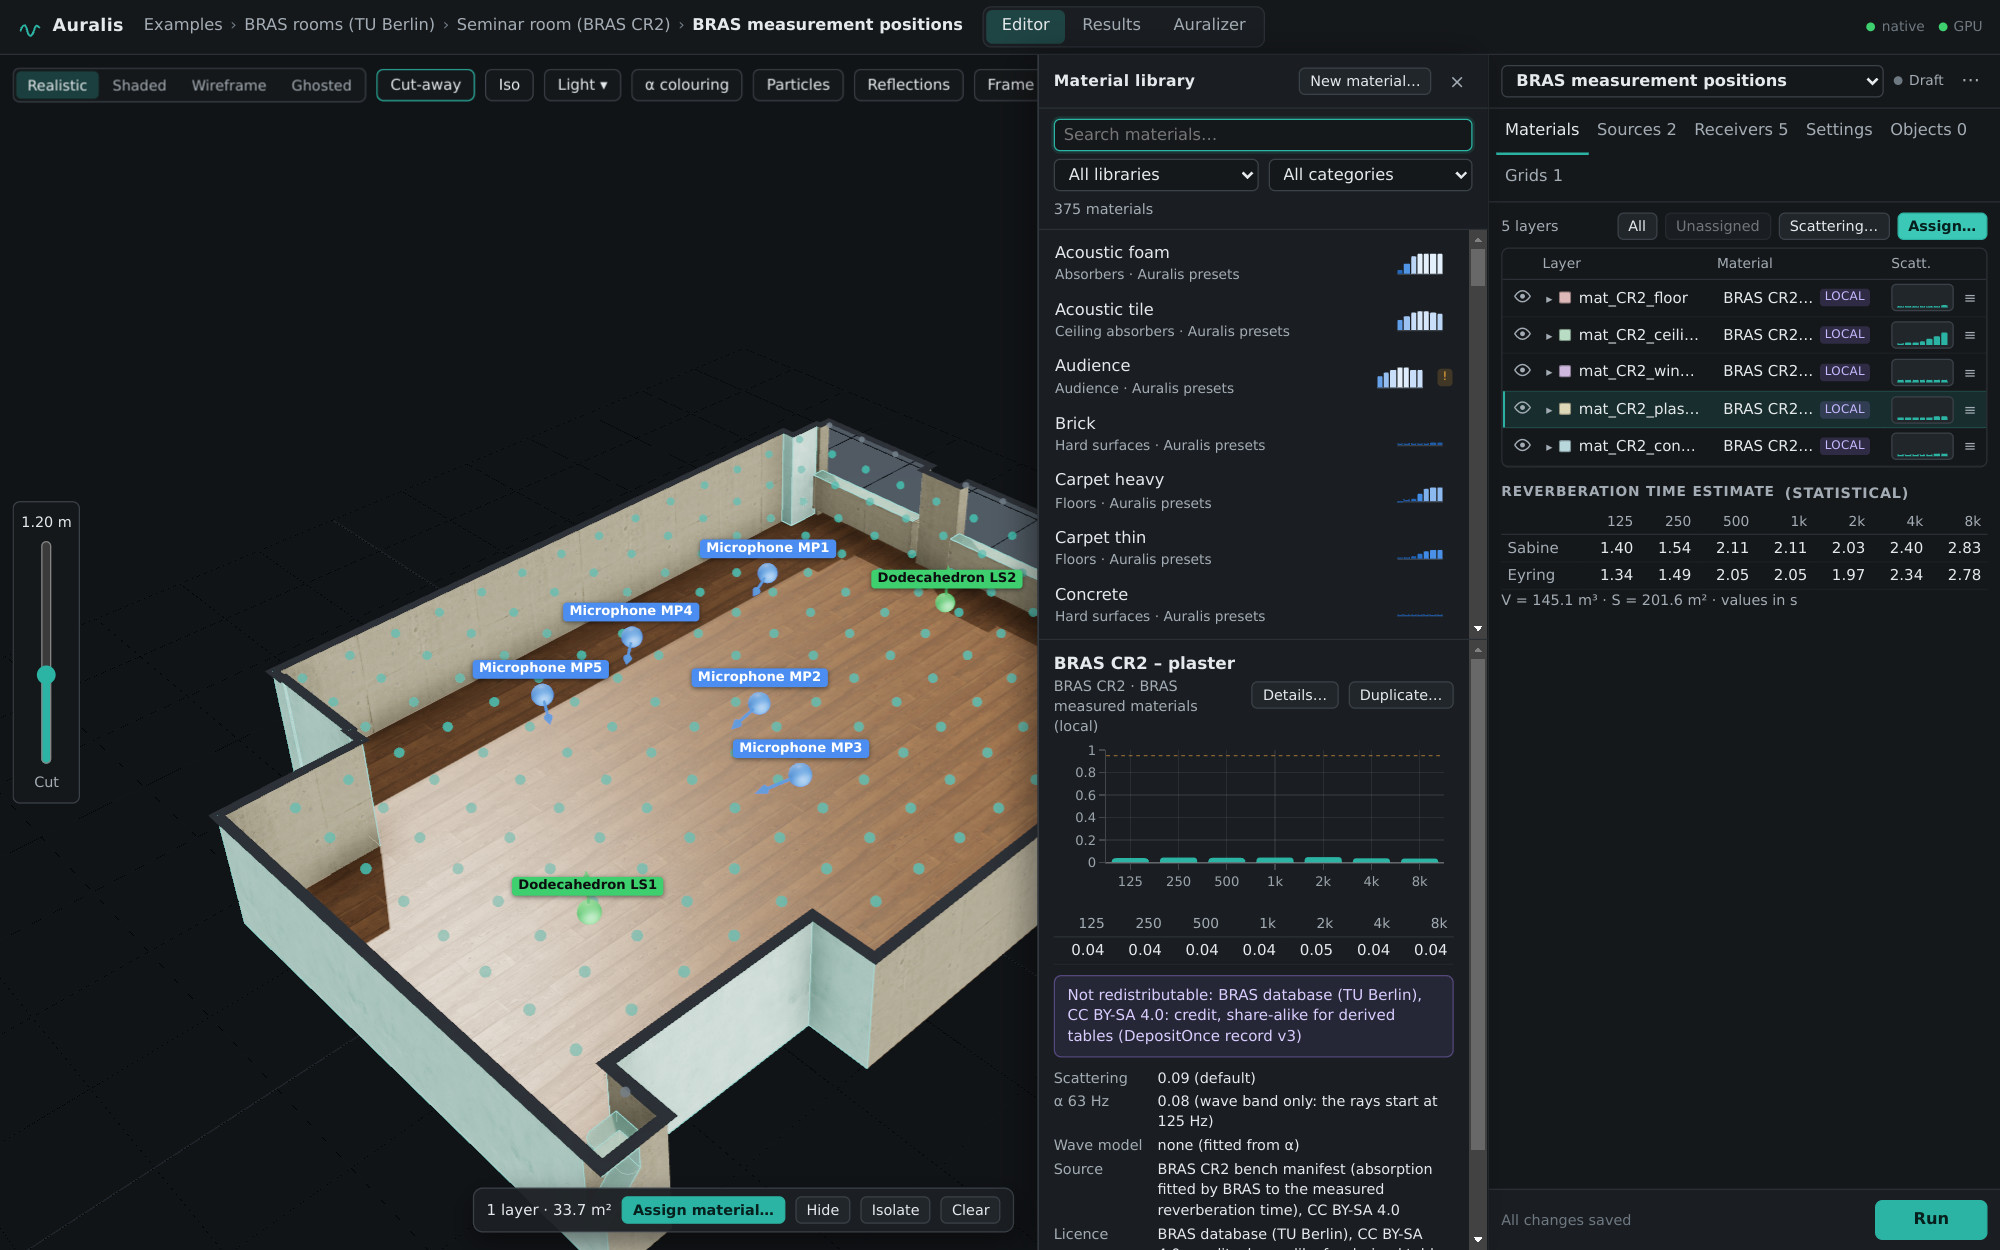 Auralis
Examples › BRAS rooms (TU Berlin) › Seminar room (BRAS CR2) › BRAS measurement positions
Editor Results Auralizer
native GPU
Realistic Shaded Wireframe Ghosted
Cut-away Iso Light ▾ α colouring Particles Reflections Frame
1.20 m
Cut
Microphone MP1
Dodecahedron LS2
Microphone MP4
Microphone MP5
Microphone MP2
Microphone MP3
Dodecahedron LS1
1 layer · 33.7 m² Assign material… Hide Isolate Clear
Material library New material… ×
Search materials…
All libraries All categories
375 materials
Acoustic foam
Absorbers · Auralis presets
Acoustic tile
Ceiling absorbers · Auralis presets
Audience
Audience · Auralis presets
!
Brick
Hard surfaces · Auralis presets
Carpet heavy
Floors · Auralis presets
Carpet thin
Floors · Auralis presets
Concrete
Hard surfaces · Auralis presets
BRAS CR2 – plaster
BRAS CR2 · BRAS
measured materials
(local)
Details… Duplicate…
1
0.8
0.6
0.4
0.2
0
125 250 500 1k 2k 4k 8k
125 250 500 1k 2k 4k 8k
0.04 0.04 0.04 0.04 0.05 0.04 0.04
Not redistributable: BRAS database (TU Berlin),
CC BY-SA 4.0: credit, share-alike for derived
tables (DepositOnce record v3)
Scattering 0.09 (default)
α 63 Hz 0.08 (wave band only: the rays start at
125 Hz)
Wave model none (fitted from α)
Source BRAS CR2 bench manifest (absorption
fitted by BRAS to the measured
reverberation time), CC BY-SA 4.0
Licence BRAS database (TU Berlin), CC BY-SA
BRAS measurement positions Draft ⋯
Materials Sources 2 Receivers 5 Settings Objects 0
Grids 1
5 layers All Unassigned Scattering… Assign…
Layer Material Scatt.
mat_CR2_floor BRAS CR2… LOCAL
mat_CR2_ceili… BRAS CR2… LOCAL
mat_CR2_win… BRAS CR2… LOCAL
mat_CR2_plas… BRAS CR2… LOCAL
mat_CR2_con… BRAS CR2… LOCAL
REVERBERATION TIME ESTIMATE (STATISTICAL)
125 250 500 1k 2k 4k 8k
Sabine 1.40 1.54 2.11 2.11 2.03 2.40 2.83
Eyring 1.34 1.49 2.05 2.05 1.97 2.34 2.78
V = 145.1 m³ · S = 201.6 m² · values in s
All changes saved Run